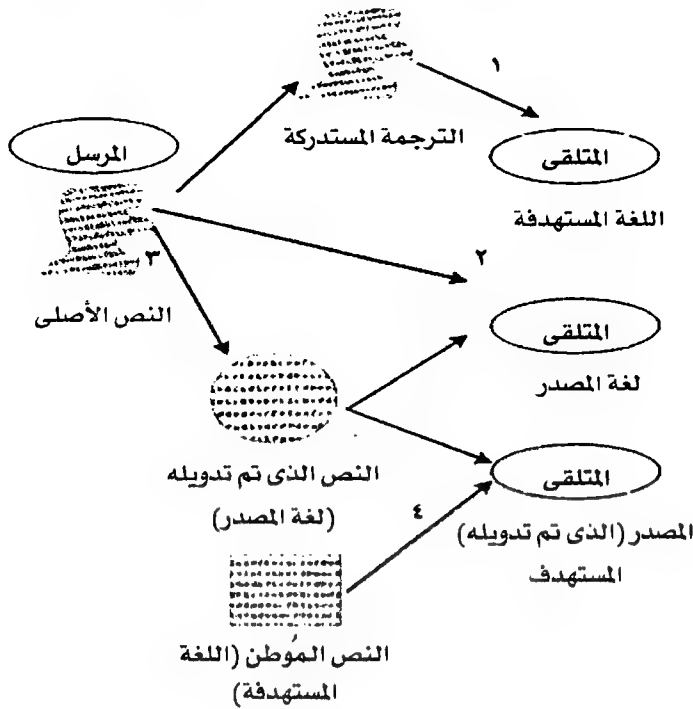 ١
الترجمة المستدركة
المرسل
المتلقى
اللغة المستهدفة
٢
٣
النص الأصلى
المتلقى
لغة المصدر
النص الذى تم تدويله
(لغة المصدر)
المتلقى
٤
المصدر (الذى تم تدويله)
المستهدف
النص المُوطن (اللغة
المستهدفة)